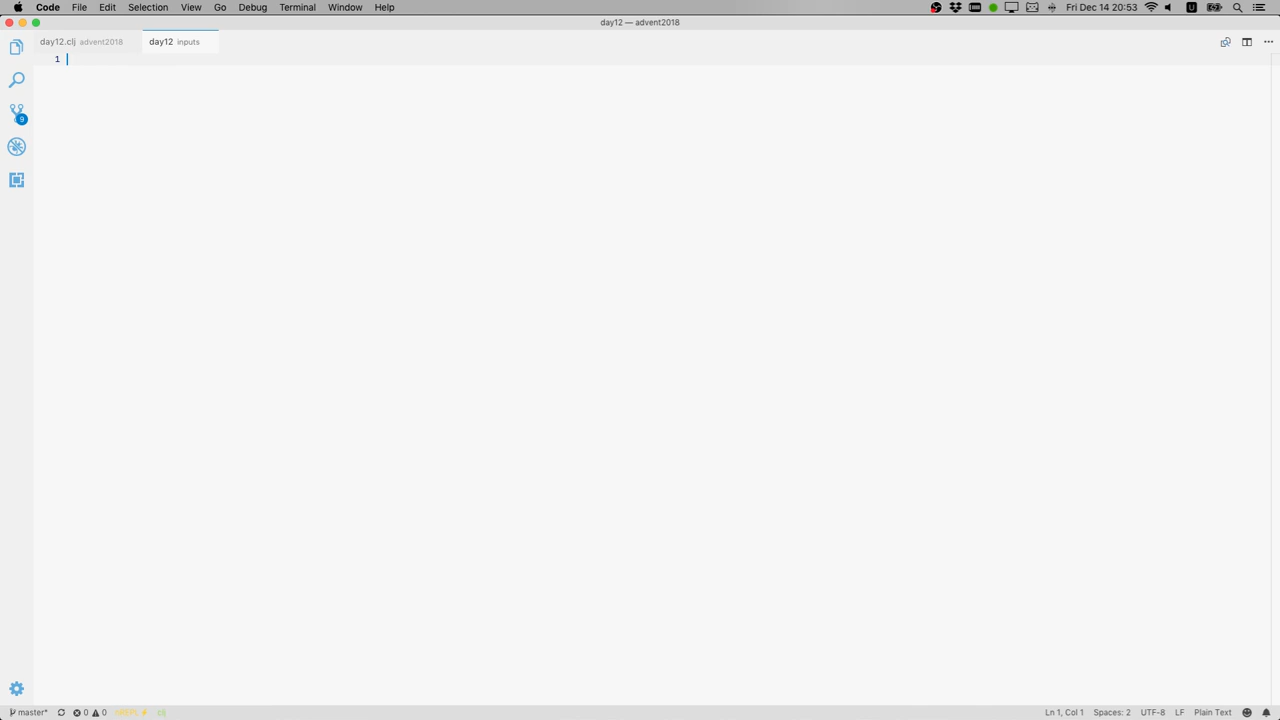 Code File Edit Selection View Go Debug Terminal Window Help Fri Dec 14 20:53
day12 — advent2018
day12.clj advent2018 day12 inputs
1
9
master* 0 0 clj Ln 1, Col 1 Spaces: 2 UTF-8 LF Plain Text